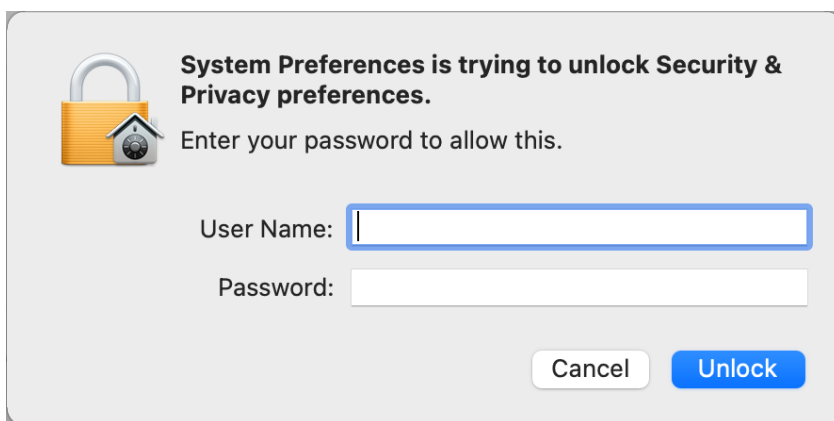 System Preferences is trying to unlock Security &
Privacy preferences.
Enter your password to allow this.
User Name:
Password:
Cancel
Unlock